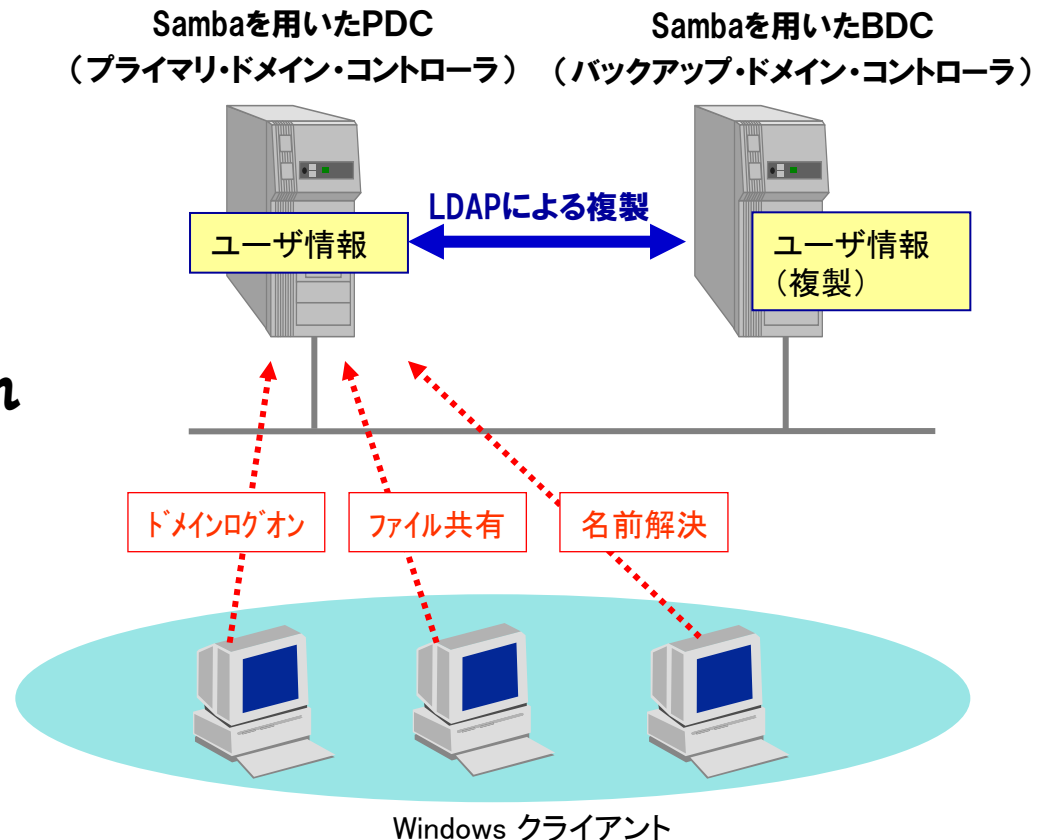 Sambaを用いたPDC
（プライマリ・ドメイン・コントローラ）
Sambaを用いたBDC
（バックアップ・ドメイン・コントローラ）
LDAPによる複製
ユーザ情報
ユーザ情報
（複製）
れ
ﾄﾞﾒｲﾝﾛｸﾞｵﾝ
ファイル共有
名前解決
Windows クライアント